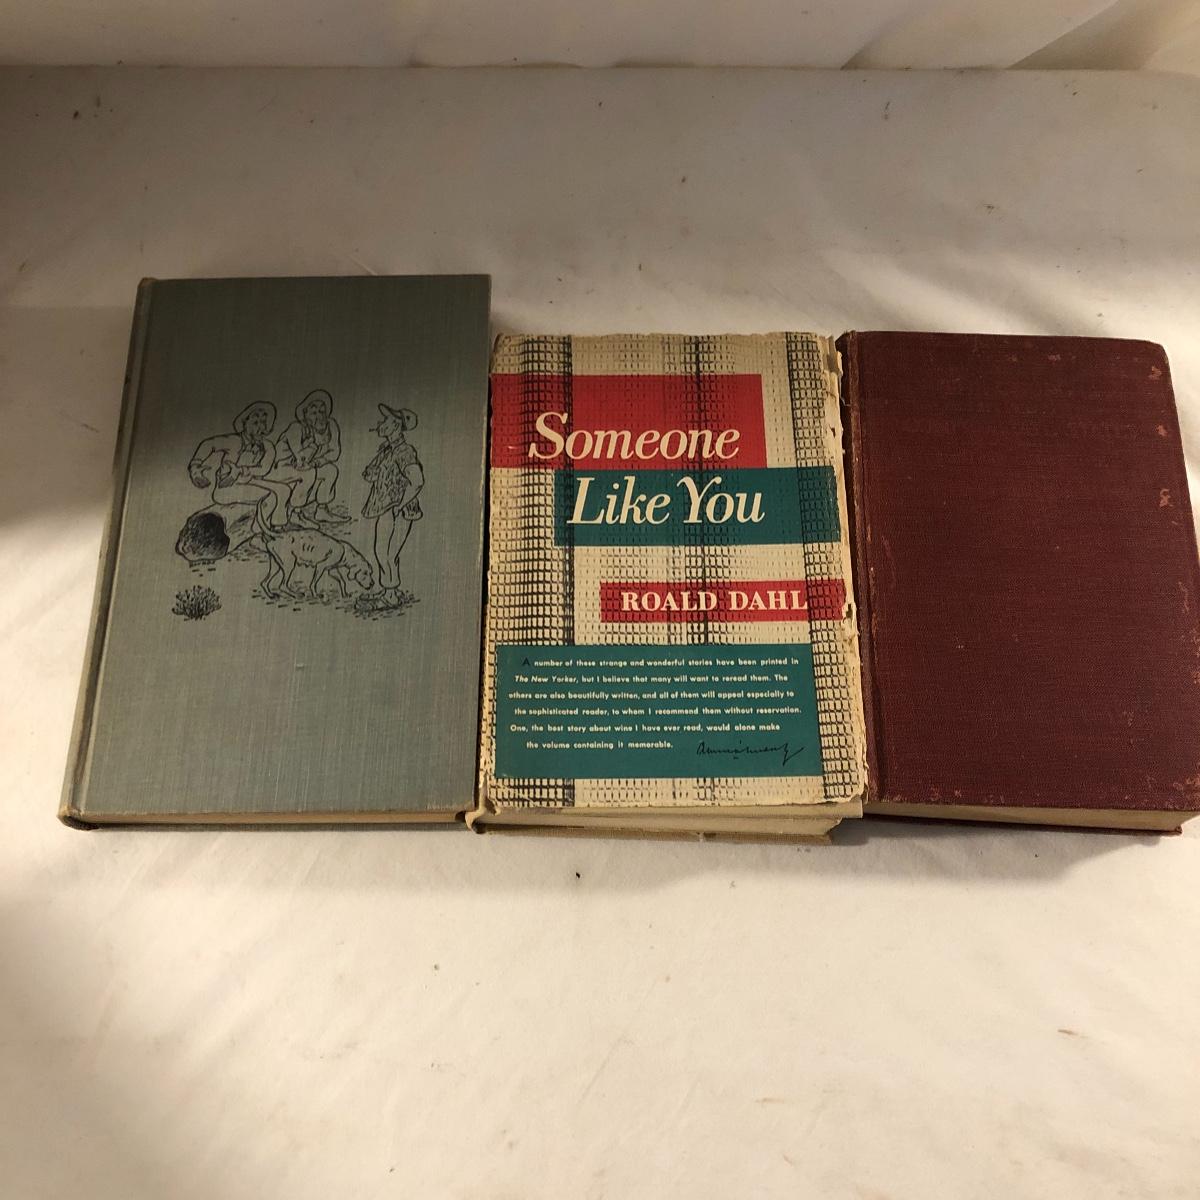 Someone
Like You
ROALD DAHL
A number of these strange and wonderful stories have been printed in
The New Yorker, but I believe that many will want to reread them. The
others are also beautifully written, and all of them will appeal especially to
the sophisticated reader, to whom I recommend them without reservation.
One, the best story about wine I have ever read, would alone make
the volume containing it memorable.